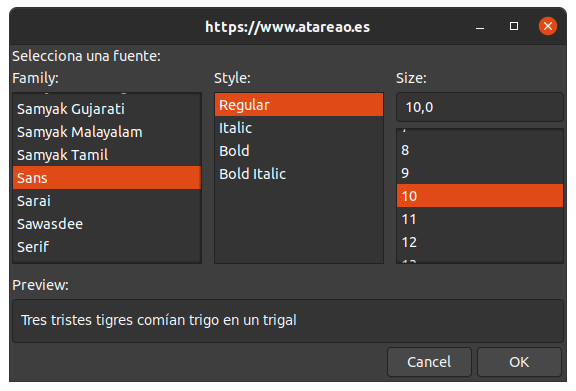 https://www.atareao.es
Selecciona una fuente:
Family:
Style:
Size:
Samyak Gujarati
Samyak Malayalam
Samyak Tamil
Sans
Sarai
Sawasdee
Serif
Regular
Italic
Bold
Bold Italic
10,0
8
9
10
11
12
Preview:
Tres tristes tigres comían trigo en un trigal
Cancel
OK